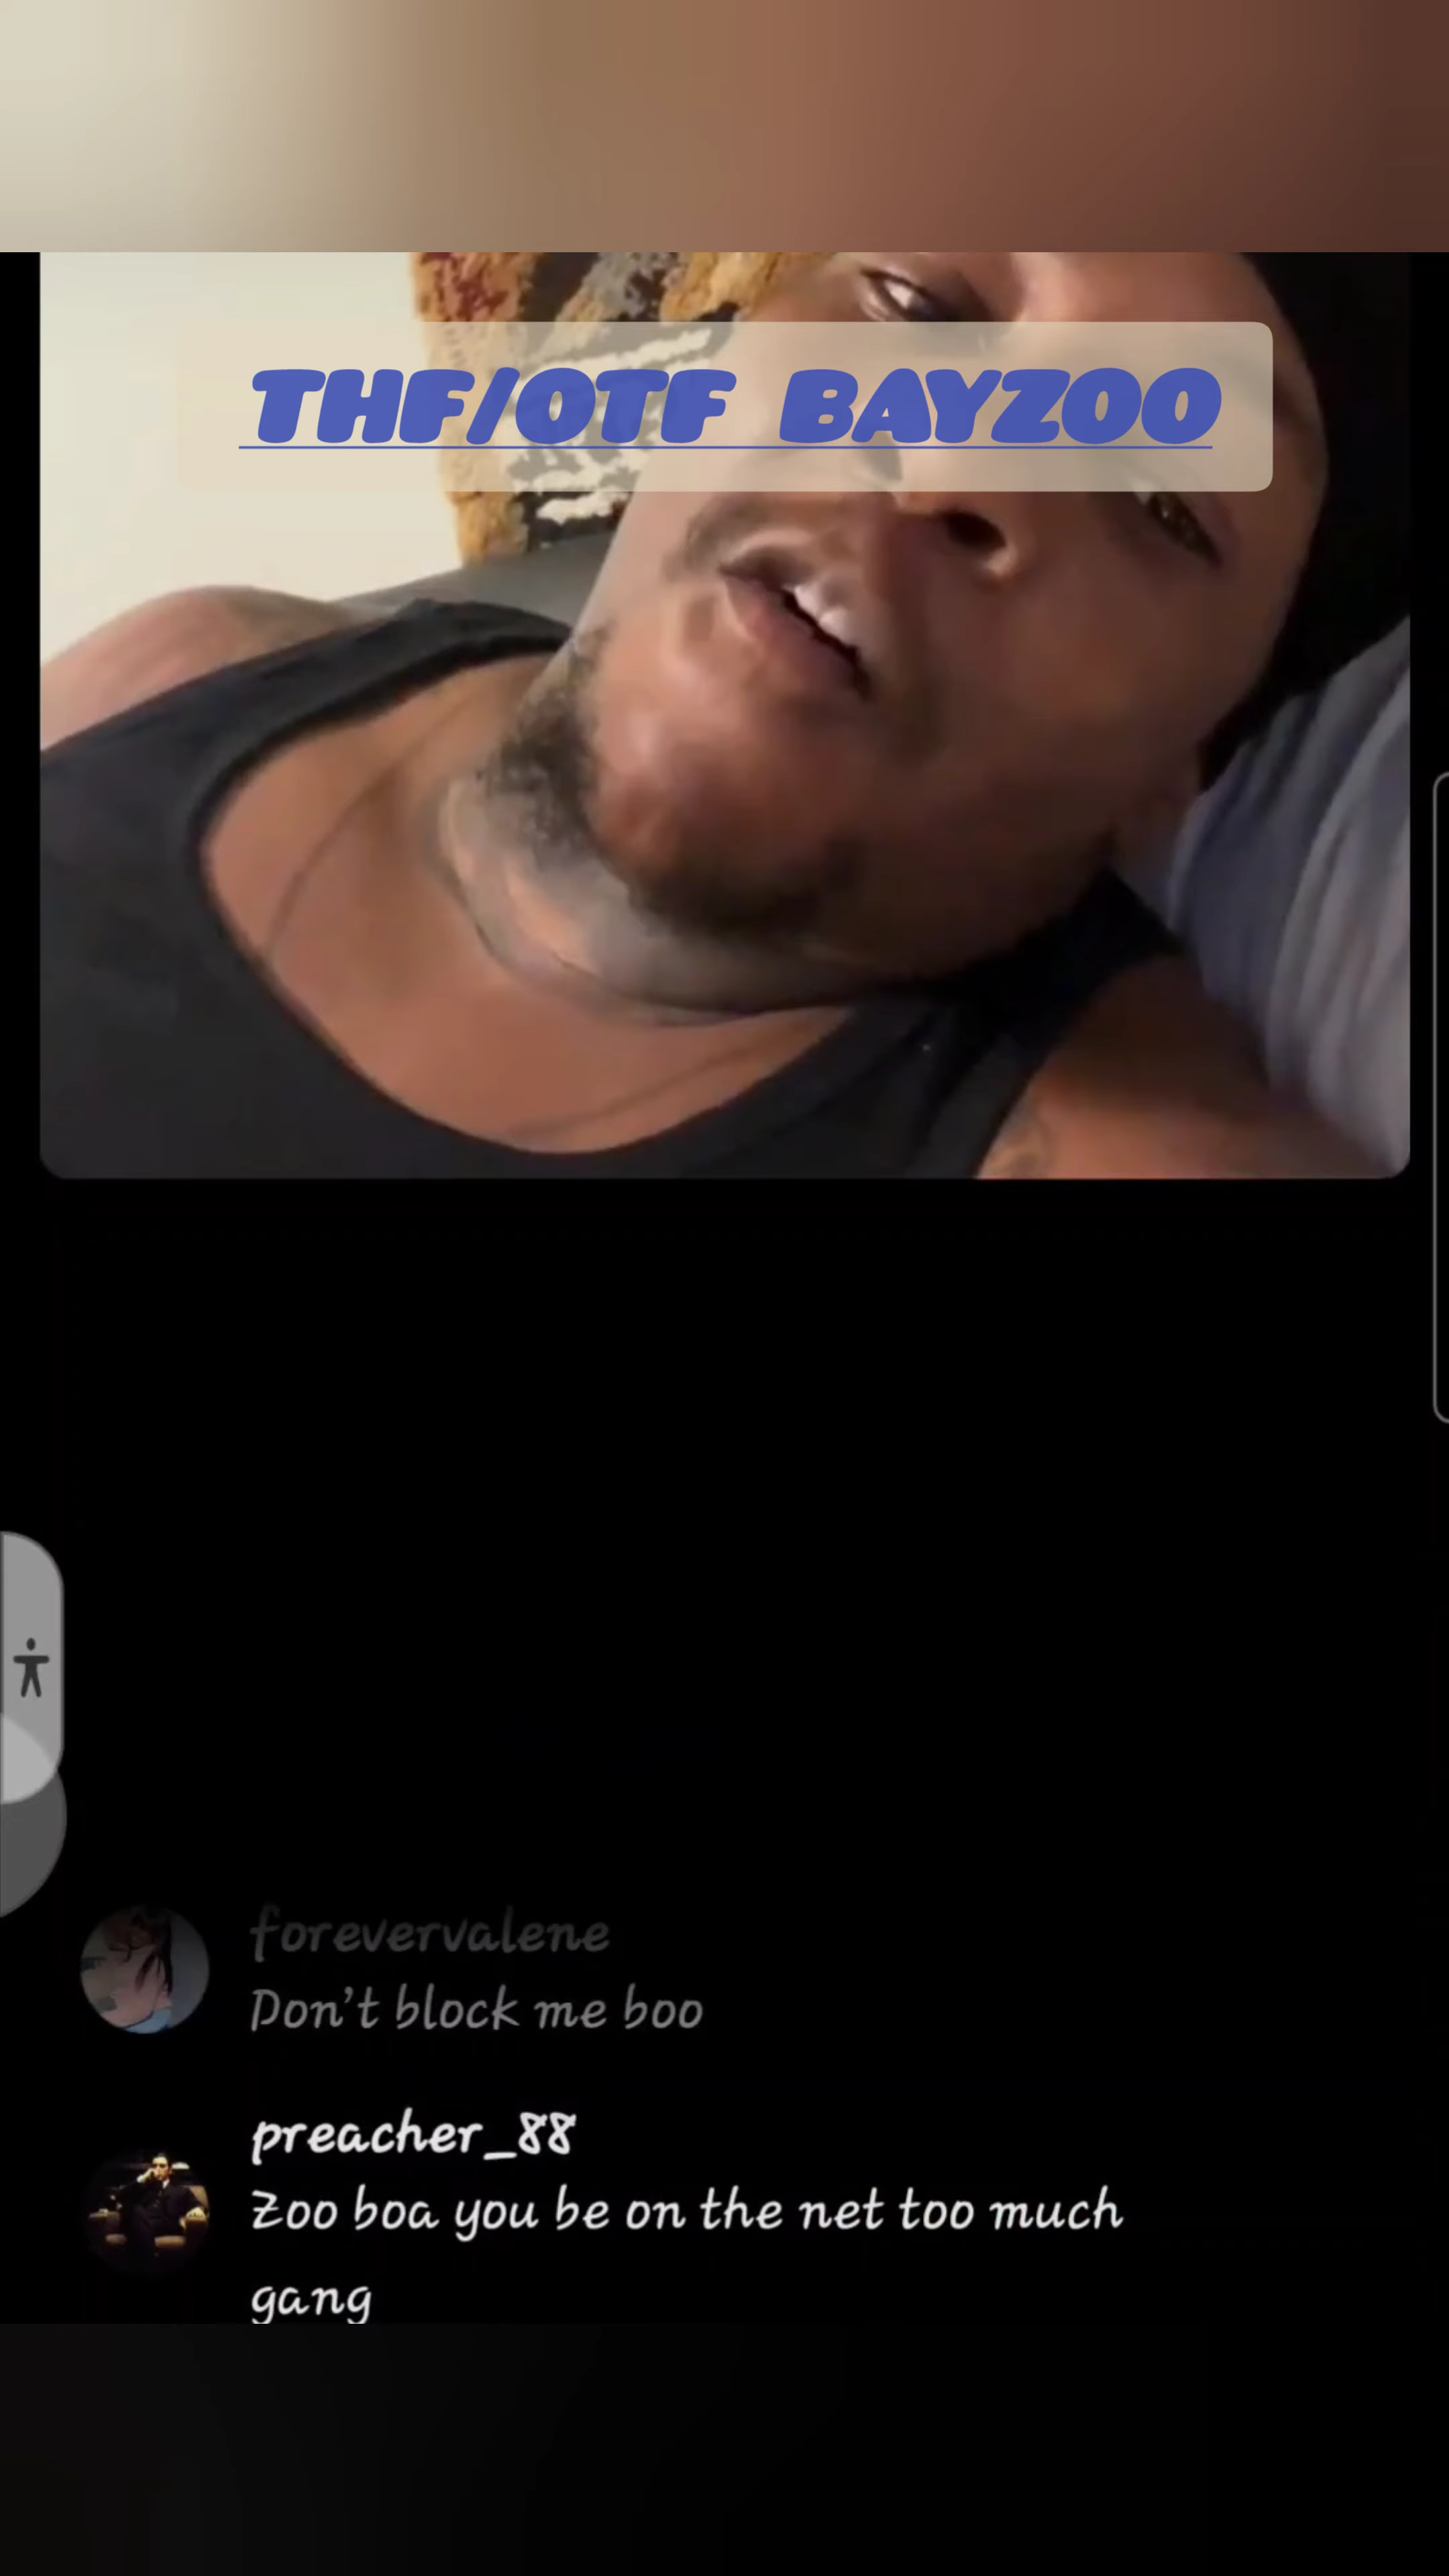 THF/OTF BAYZOO
forevervalene
Don't block me boo
preacher_88
Zoo boa you be on the net too much
gang